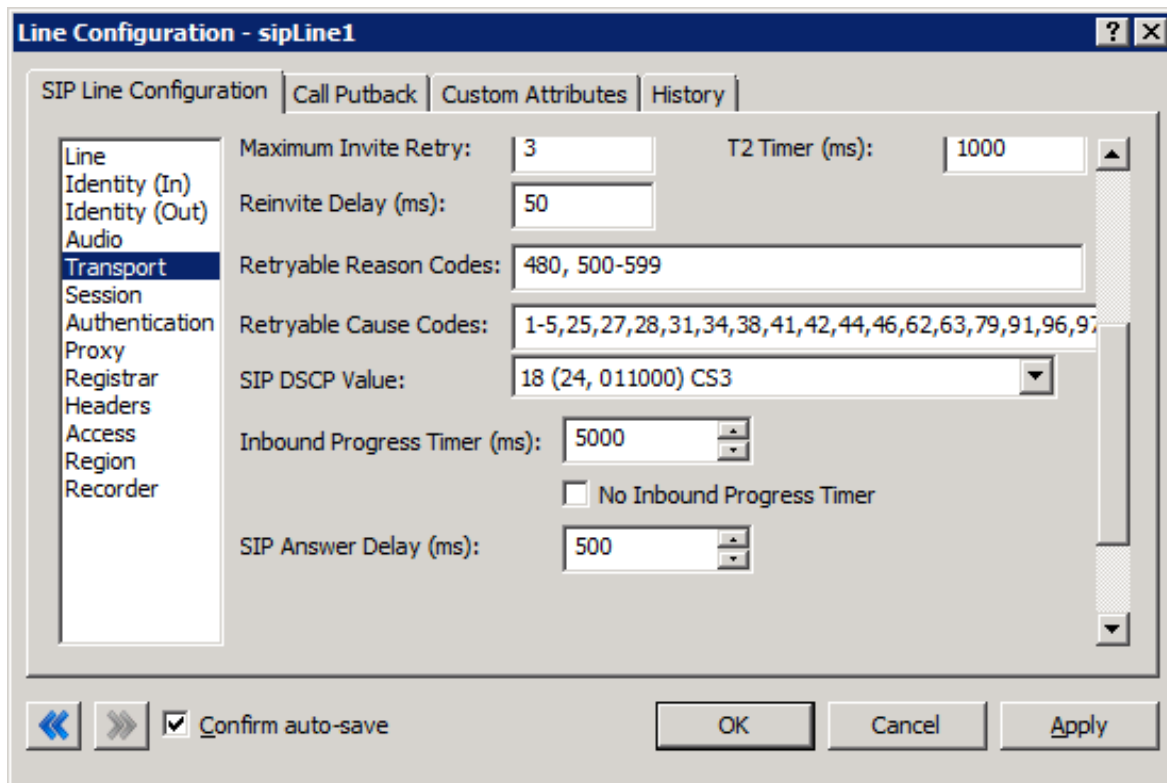 Line Configuration - sipLine1
SIP Line Configuration Call Putback Custom Attributes History
Line
Identity (In)
Identity (Out)
Audio
Transport
Session
Authentication
Proxy
Registrar
Headers
Access
Region
Recorder
Maximum Invite Retry: 3 T2 Timer (ms): 1000
Reinvite Delay (ms): 50
Retryable Reason Codes: 480, 500-599
Retryable Cause Codes: 1-5,25,27,28,31,34,38,41,42,44,46,62,63,79,91,96,97
SIP DSCP Value: 18 (24, 011000) CS3
Inbound Progress Timer (ms): 5000
No Inbound Progress Timer
SIP Answer Delay (ms): 500
Confirm auto-save OK Cancel Apply